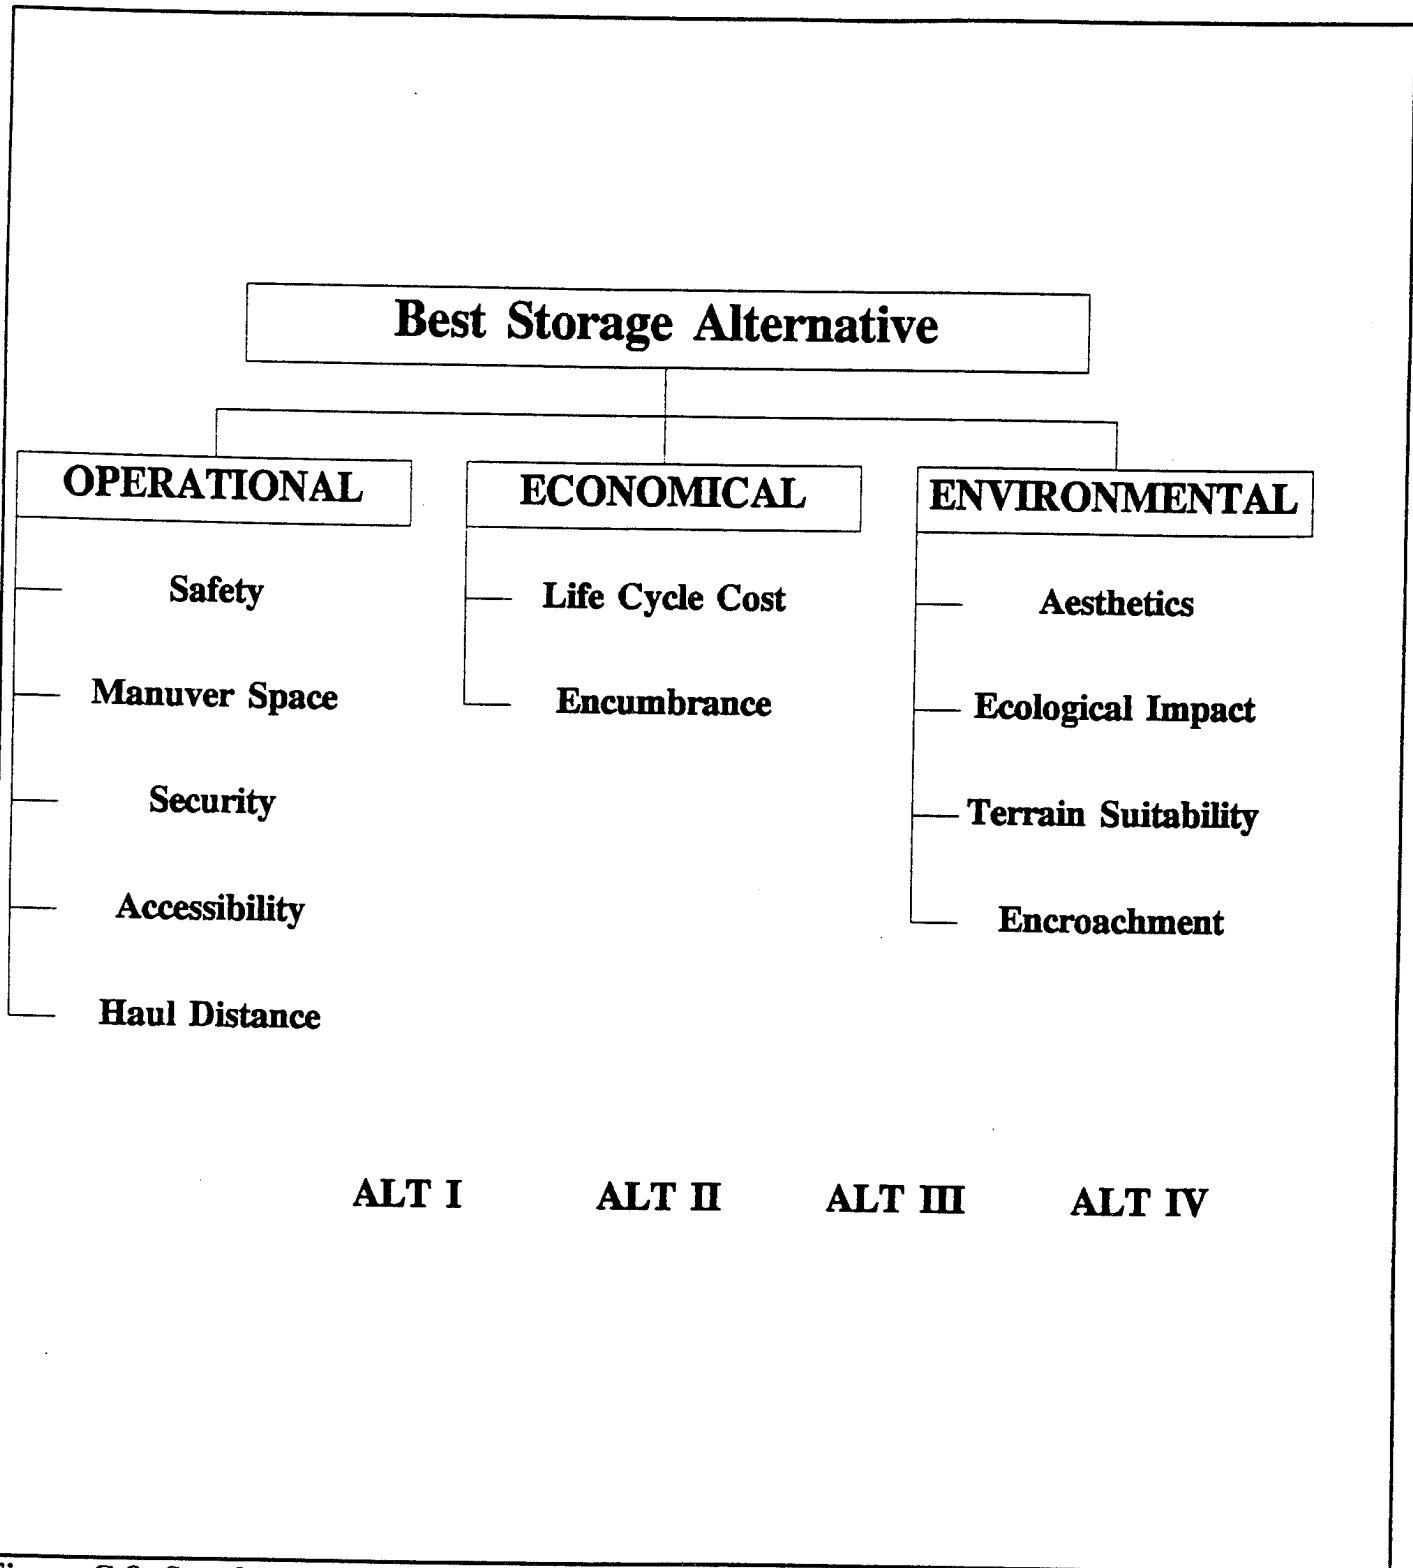 Best Storage Alternative
OPERATIONAL
Safety
Manuver Space
Security
Accessibility
Haul Distance
ECONOMICAL
Life Cycle Cost
Encumbrance
ENVIRONMENTAL
Aesthetics
Ecological Impact
Terrain Suitability
Encroachment
ALT I ALT II ALT III ALT IV